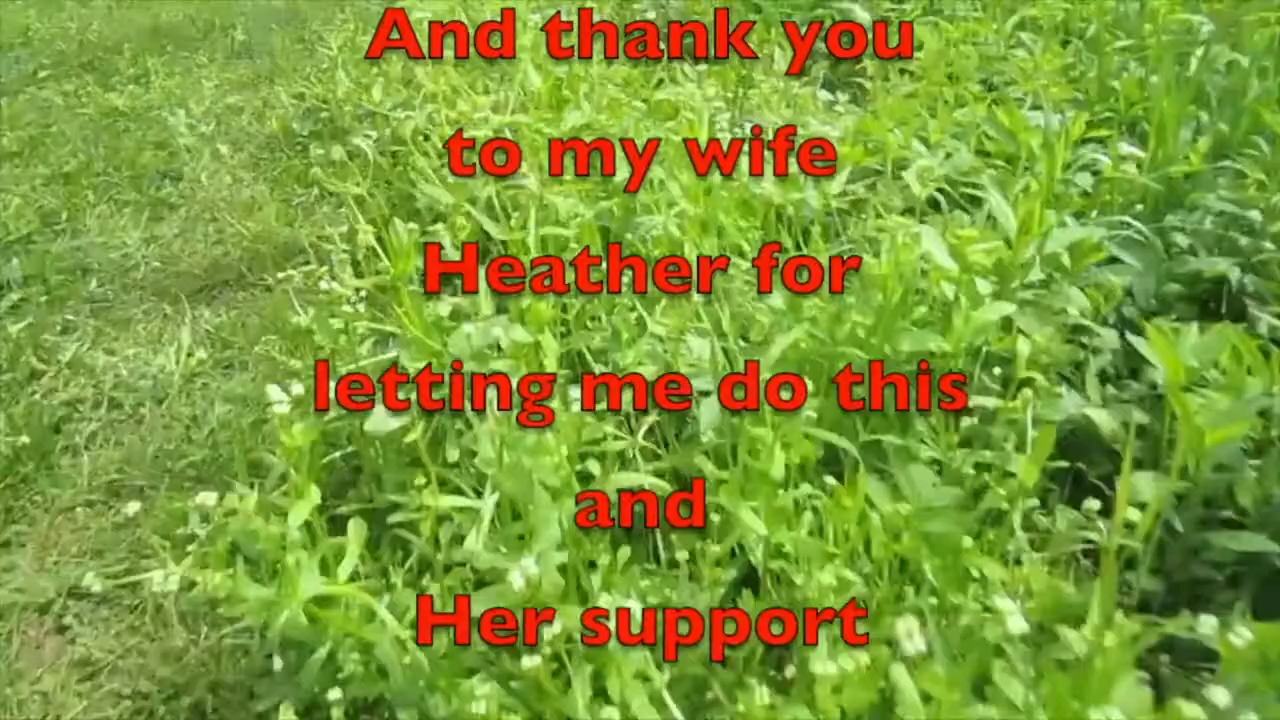 And thank you
to my wife
Heather for
letting me do this
and
Her support